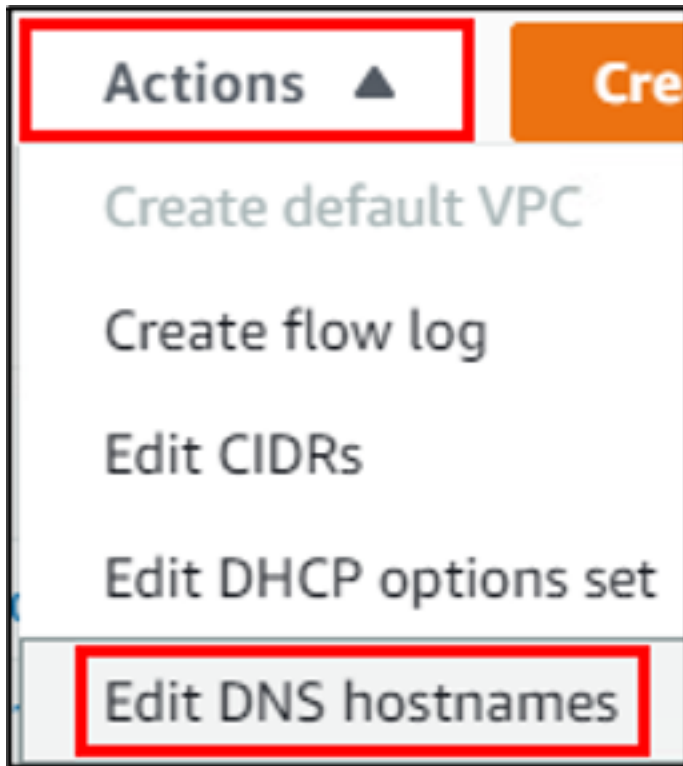 Actions ▲ Cre
Create default VPC
Create flow log
Edit CIDRs
Edit DHCP options set
Edit DNS hostnames